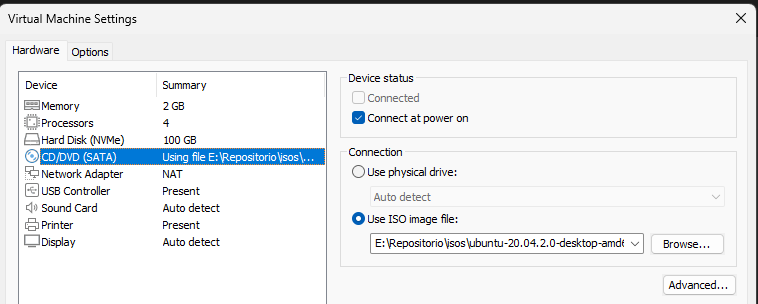 Virtual Machine Settings
Hardware Options
Device Summary
Memory 2 GB
Processors 4
Hard Disk (NVMe) 100 GB
CD/DVD (SATA) Using file E:\Repositorio\isos\...
Network Adapter NAT
USB Controller Present
Sound Card Auto detect
Printer Present
Display Auto detect
Device status
Connected
Connect at power on
Connection
Use physical drive:
Auto detect
Use ISO image file:
E:\Repositorio\isos\ubuntu-20.04.2.0-desktop-amd6
Browse...
Advanced...